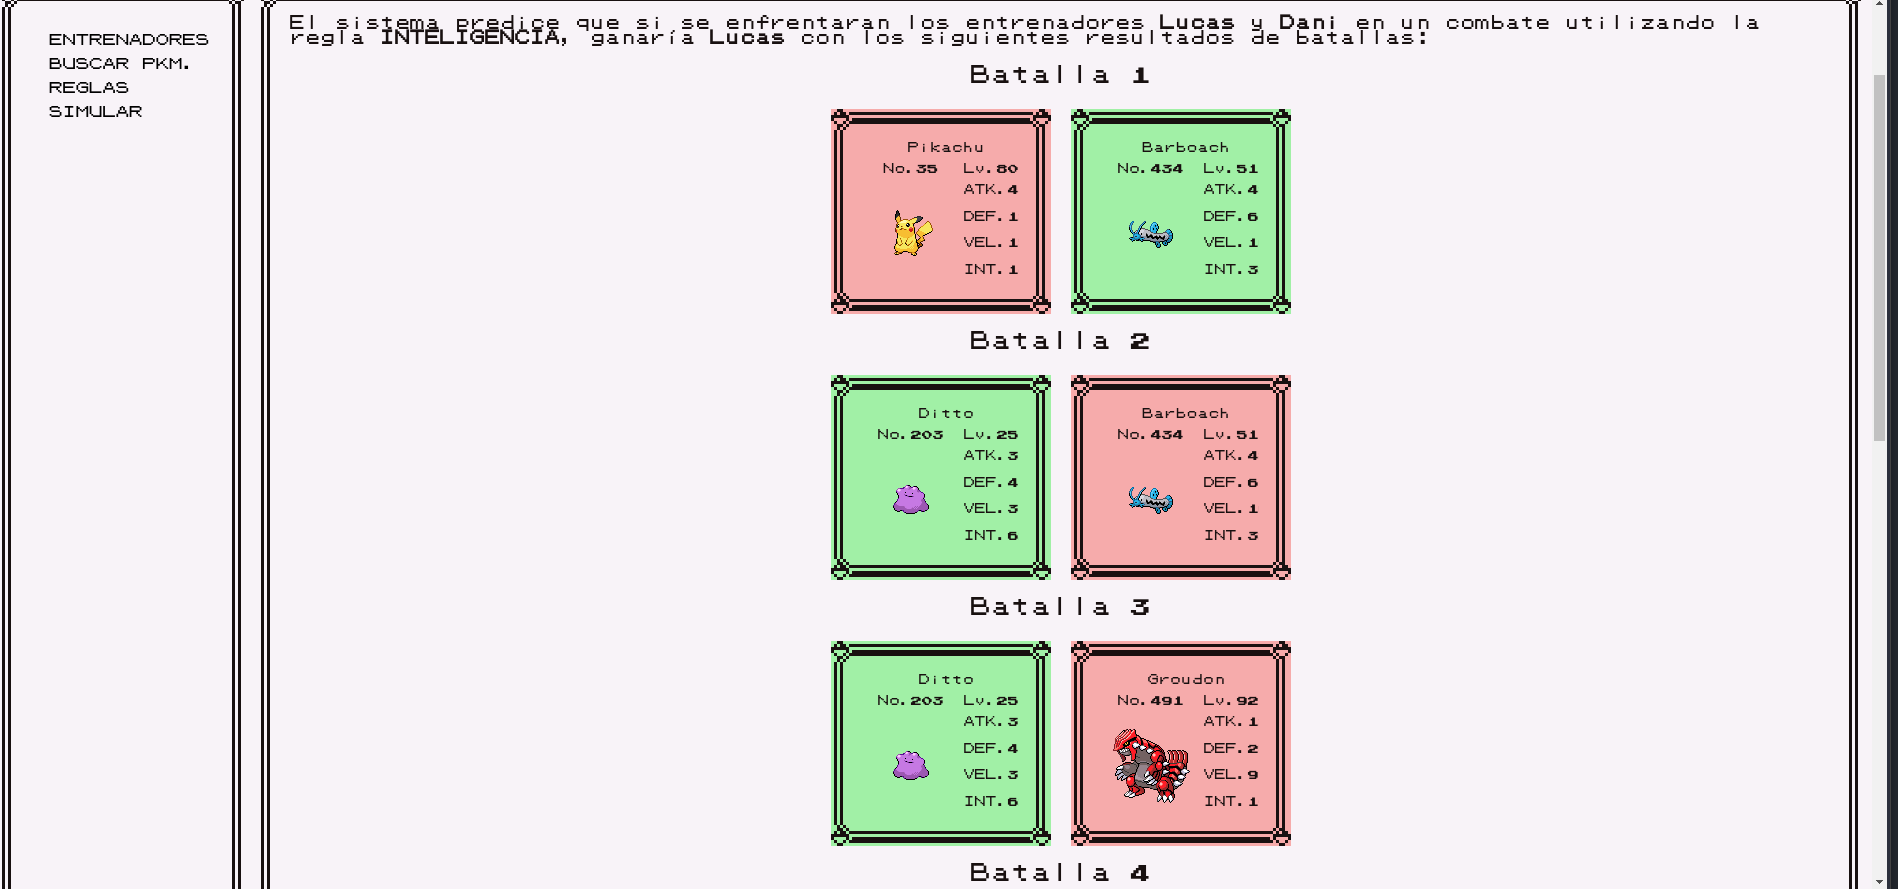 ENTRENADORES
BUSCAR PKM.
REGLAS
SIMULAR
El sistema predice que si se enfrentaran los entrenadores Lucas y Dani en un combate utilizando la
regla INTELIGENCIA, ganaría Lucas con los siguientes resultados de batallas:
Batalla 1
Pikachu
No.35 Lv.80
ATK.4
DEF.1
VEL.1
INT.1
Barboach
No.434 Lv.51
ATK.4
DEF.6
VEL.1
INT.3
Batalla 2
Ditto
No.203 Lv.25
ATK.3
DEF.4
VEL.3
INT.6
Barboach
No.434 Lv.51
ATK.4
DEF.6
VEL.1
INT.3
Batalla 3
Ditto
No.203 Lv.25
ATK.3
DEF.4
VEL.3
INT.6
Groudon
No.491 Lv.92
ATK.1
DEF.2
VEL.9
INT.1
Batalla 4